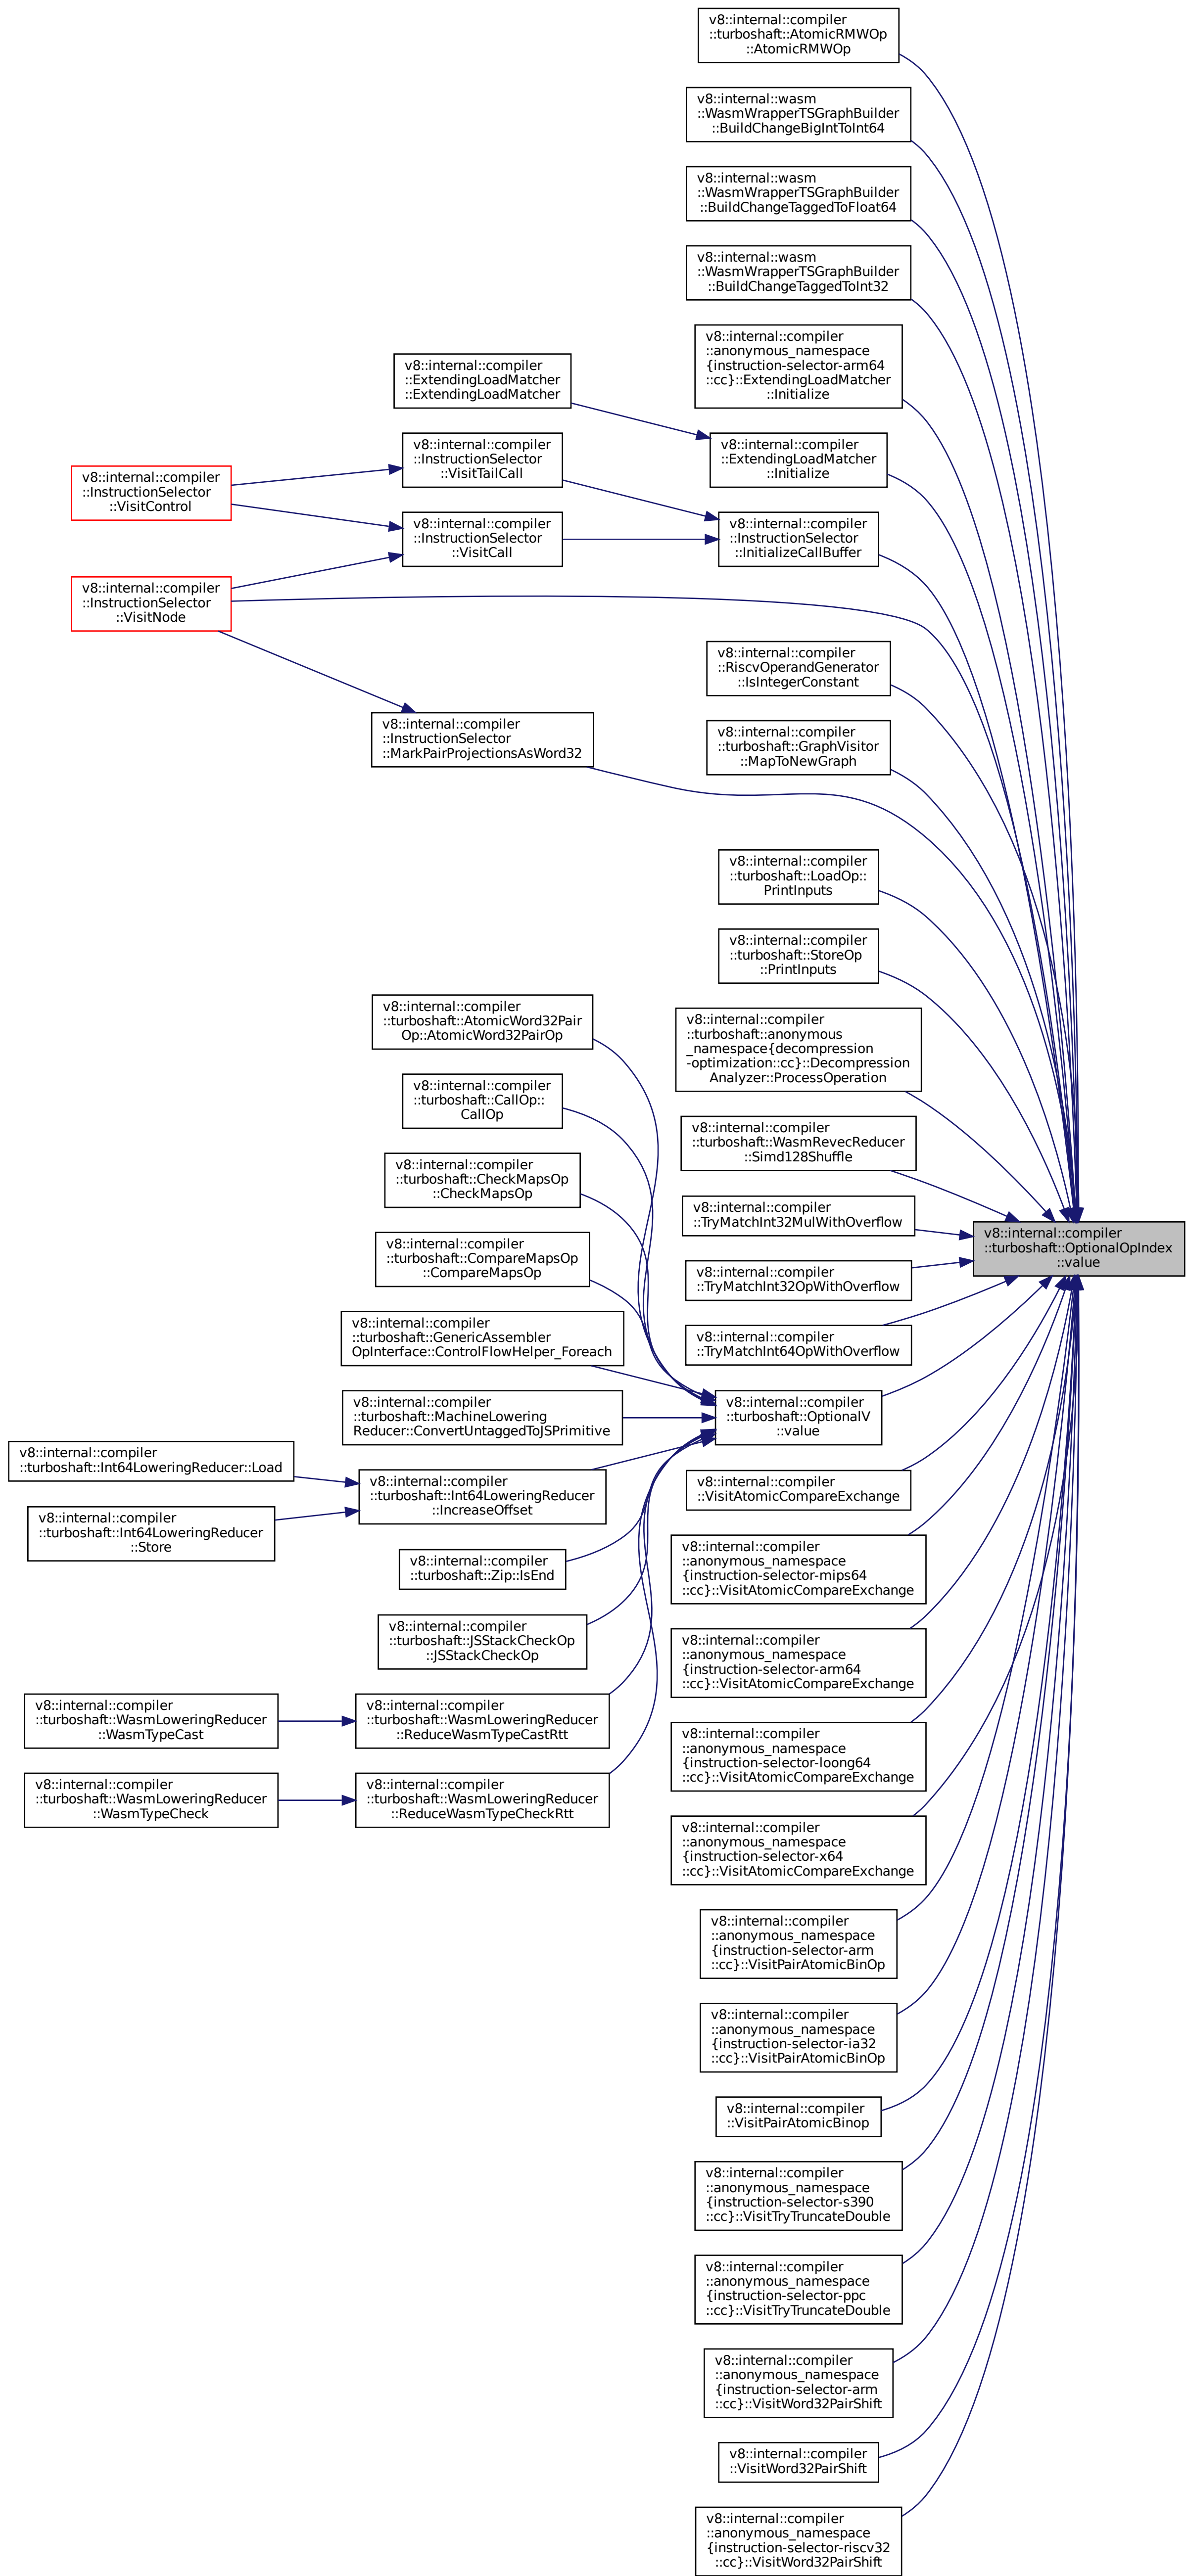 v8::internal::compiler
::turboshaft::AtomicRMWOp
::AtomicRMWOp
v8::internal::wasm
::WasmWrapperTSGraphBuilder
::BuildChangeBigIntToInt64
v8::internal::wasm
::WasmWrapperTSGraphBuilder
::BuildChangeTaggedToFloat64
v8::internal::wasm
::WasmWrapperTSGraphBuilder
::BuildChangeTaggedToInt32
v8::internal::compiler
::anonymous_namespace
{instruction-selector-arm64
::cc}::ExtendingLoadMatcher
::Initialize
v8::internal::compiler
::ExtendingLoadMatcher
::ExtendingLoadMatcher
v8::internal::compiler
::ExtendingLoadMatcher
::Initialize
v8::internal::compiler
::InstructionSelector
::VisitTailCall
v8::internal::compiler
::InstructionSelector
::VisitControl
v8::internal::compiler
::InstructionSelector
::VisitCall
v8::internal::compiler
::InstructionSelector
::InitializeCallBuffer
v8::internal::compiler
::InstructionSelector
::VisitNode
v8::internal::compiler
::RiscvOperandGenerator
::IsIntegerConstant
v8::internal::compiler
::InstructionSelector
::MarkPairProjectionsAsWord32
v8::internal::compiler
::turboshaft::GraphVisitor
::MapToNewGraph
v8::internal::compiler
::turboshaft::LoadOp::
PrintInputs
v8::internal::compiler
::turboshaft::StoreOp
::PrintInputs
v8::internal::compiler
::turboshaft::AtomicWord32Pair
Op::AtomicWord32PairOp
v8::internal::compiler
::turboshaft::anonymous
_namespace{decompression
-optimization::cc}::Decompression
Analyzer::ProcessOperation
v8::internal::compiler
::turboshaft::CallOp::
CallOp
v8::internal::compiler
::turboshaft::WasmRevecReducer
::Simd128Shuffle
v8::internal::compiler
::turboshaft::CheckMapsOp
::CheckMapsOp
v8::internal::compiler
::TryMatchInt32MulWithOverflow
v8::internal::compiler
::turboshaft::OptionalOpIndex
::value
v8::internal::compiler
::turboshaft::CompareMapsOp
::CompareMapsOp
v8::internal::compiler
::TryMatchInt32OpWithOverflow
v8::internal::compiler
::turboshaft::GenericAssembler
OpInterface::ControlFlowHelper_Foreach
v8::internal::compiler
::TryMatchInt64OpWithOverflow
v8::internal::compiler
::turboshaft::MachineLowering
Reducer::ConvertUntaggedToJSPrimitive
v8::internal::compiler
::turboshaft::OptionalV
::value
v8::internal::compiler
::turboshaft::Int64LoweringReducer::Load
v8::internal::compiler
::turboshaft::Int64LoweringReducer
::IncreaseOffset
v8::internal::compiler
::VisitAtomicCompareExchange
v8::internal::compiler
::turboshaft::Int64LoweringReducer
::Store
v8::internal::compiler
::turboshaft::Zip::IsEnd
v8::internal::compiler
::anonymous_namespace
{instruction-selector-mips64
::cc}::VisitAtomicCompareExchange
v8::internal::compiler
::turboshaft::JSStackCheckOp
::JSStackCheckOp
v8::internal::compiler
::anonymous_namespace
{instruction-selector-arm64
::cc}::VisitAtomicCompareExchange
v8::internal::compiler
::turboshaft::WasmLoweringReducer
::WasmTypeCast
v8::internal::compiler
::turboshaft::WasmLoweringReducer
::ReduceWasmTypeCastRtt
v8::internal::compiler
::anonymous_namespace
{instruction-selector-loong64
::cc}::VisitAtomicCompareExchange
v8::internal::compiler
::turboshaft::WasmLoweringReducer
::WasmTypeCheck
v8::internal::compiler
::turboshaft::WasmLoweringReducer
::ReduceWasmTypeCheckRtt
v8::internal::compiler
::anonymous_namespace
{instruction-selector-x64
::cc}::VisitAtomicCompareExchange
v8::internal::compiler
::anonymous_namespace
{instruction-selector-arm
::cc}::VisitPairAtomicBinOp
v8::internal::compiler
::anonymous_namespace
{instruction-selector-ia32
::cc}::VisitPairAtomicBinOp
v8::internal::compiler
::VisitPairAtomicBinop
v8::internal::compiler
::anonymous_namespace
{instruction-selector-s390
::cc}::VisitTryTruncateDouble
v8::internal::compiler
::anonymous_namespace
{instruction-selector-ppc
::cc}::VisitTryTruncateDouble
v8::internal::compiler
::anonymous_namespace
{instruction-selector-arm
::cc}::VisitWord32PairShift
v8::internal::compiler
::VisitWord32PairShift
v8::internal::compiler
::anonymous_namespace
{instruction-selector-riscv32
::cc}::VisitWord32PairShift